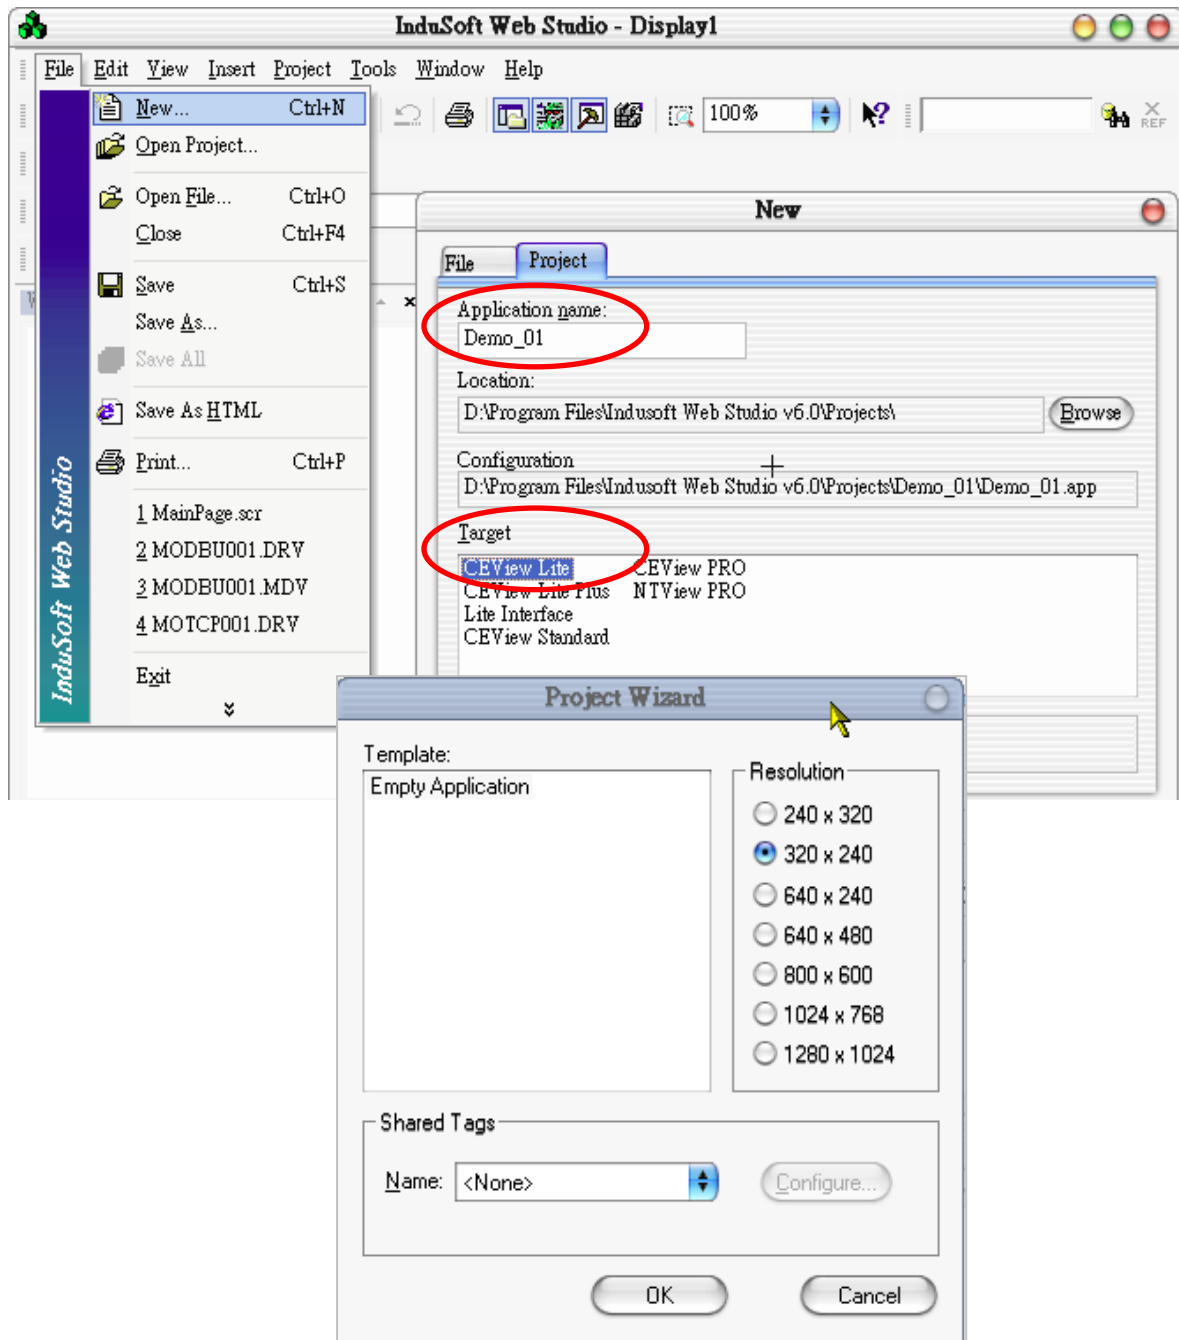 InduSoft Web Studio - Display1
File Edit View Insert Project Tools Window Help
New... Ctrl+N
100%
REF
Open Project...
Open File... Ctrl+O
Close Ctrl+F4
Save Ctrl+S
Save As...
Save All
Save As HTML
Print... Ctrl+P
1 MainPage.scr
2 MODBU001.DRV
3 MODBU001.MDV
4 MOTCP001.DRV
Exit
InduSoft Web Studio
New
File Project
Application name:
Demo_01
Location:
D:\Program Files\Indusoft Web Studio v6.0\Projects\
Browse
Configuration
D:\Program Files\Indusoft Web Studio v6.0\Projects\Demo_01\Demo_01.app
Target
CEView Lite CEView PRO
CEView Lite Plus NTView PRO
Lite Interface
CEView Standard
Project Wizard
Template:
Empty Application
Resolution
240 x 320
320 x 240
640 x 240
640 x 480
800 x 600
1024 x 768
1280 x 1024
Shared Tags
Name: <None> Configure...
OK Cancel